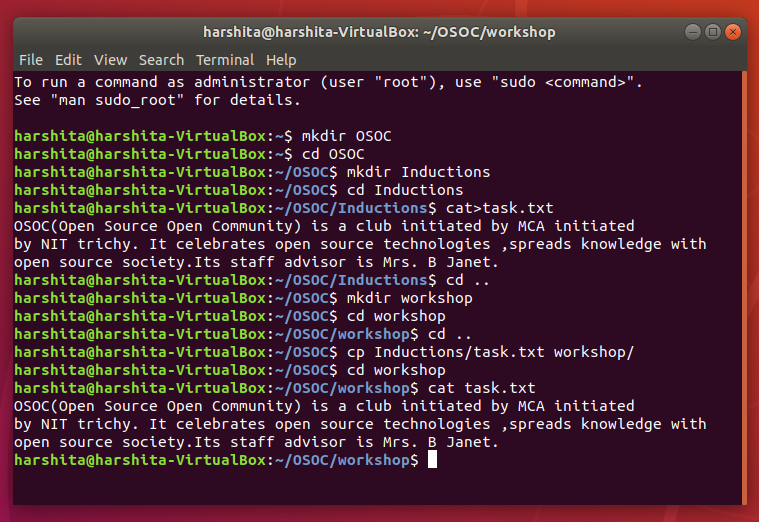 harshita@harshita-VirtualBox: ~/OSOC/workshop
File Edit View Search Terminal Help
To run a command as administrator (user "root"), use "sudo <command>".
See "man sudo_root" for details.
harshita@harshita-VirtualBox:~$ mkdir OSOC
harshita@harshita-VirtualBox:~$ cd OSOC
harshita@harshita-VirtualBox:~/OSOC$ mkdir Inductions
harshita@harshita-VirtualBox:~/OSOC$ cd Inductions
harshita@harshita-VirtualBox:~/OSOC/Inductions$ cat>task.txt
OSOC(Open Source Open Community) is a club initiated by MCA initiated
by NIT trichy. It celebrates open source technologies ,spreads knowledge with
open source society.Its staff advisor is Mrs. B Janet.
harshita@harshita-VirtualBox:~/OSOC/Inductions$ cd ..
harshita@harshita-VirtualBox:~/OSOC$ mkdir workshop
harshita@harshita-VirtualBox:~/OSOC$ cd workshop
harshita@harshita-VirtualBox:~/OSOC/workshop$ cd ..
harshita@harshita-VirtualBox:~/OSOC$ cp Inductions/task.txt workshop/
harshita@harshita-VirtualBox:~/OSOC$ cd workshop
harshita@harshita-VirtualBox:~/OSOC/workshop$ cat task.txt
OSOC(Open Source Open Community) is a club initiated by MCA initiated
by NIT trichy. It celebrates open source technologies ,spreads knowledge with
open source society.Its staff advisor is Mrs. B Janet.
harshita@harshita-VirtualBox:~/OSOC/workshop$